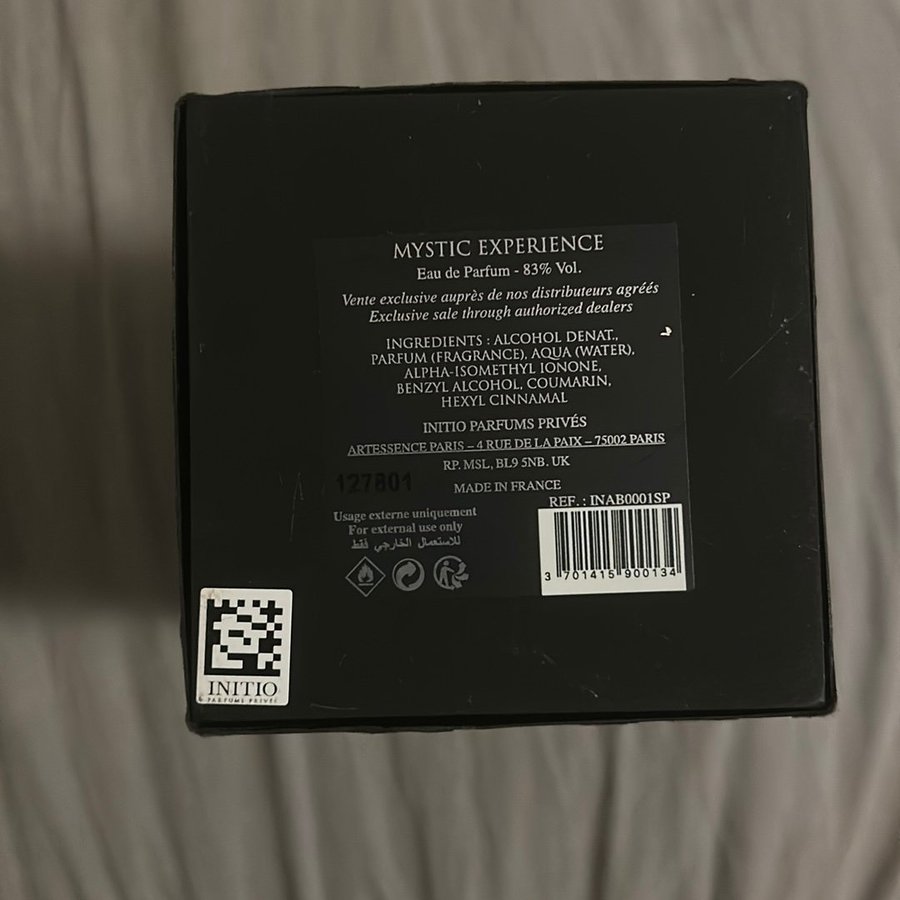 MYSTIC EXPERIENCE
Eau de Parfum - 83% Vol.
Vente exclusive auprès de nos distributeurs agréés
Exclusive sale through authorized dealers
INGREDIENTS : ALCOHOL DENAT.,
PARFUM (FRAGRANCE), AQUA (WATER),
ALPHA-ISOMETHYL IONONE,
BENZYL ALCOHOL, COUMARIN,
HEXYL CINNAMAL
INITIO PARFUMS PRIVÉS
ARTESSENCE PARIS – 4 RUE DE LA PAIX – 75002 PARIS
RP. MSL, BL9 5NB. UK
127801
MADE IN FRANCE
REF. : INAB0001SP
Usage externe uniquement
For external use only
للاستعمال الخارجي فقط
3 701415 900134
INITIO
PARFUMS PRIVÉS